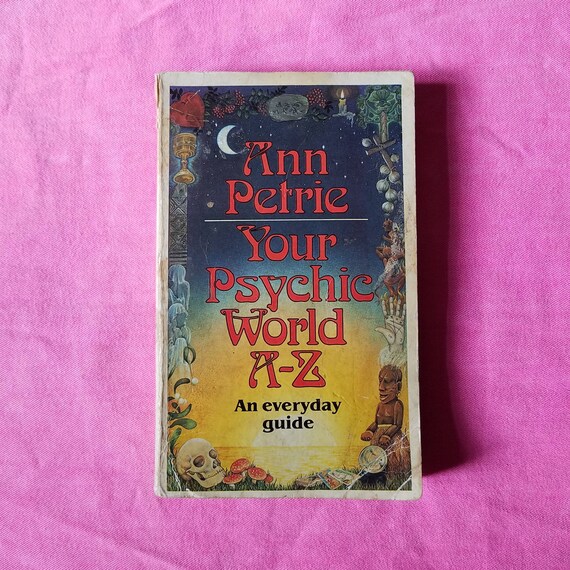 Ann
Petrie
Your
Psychic
World
A-Z
An everyday
guide